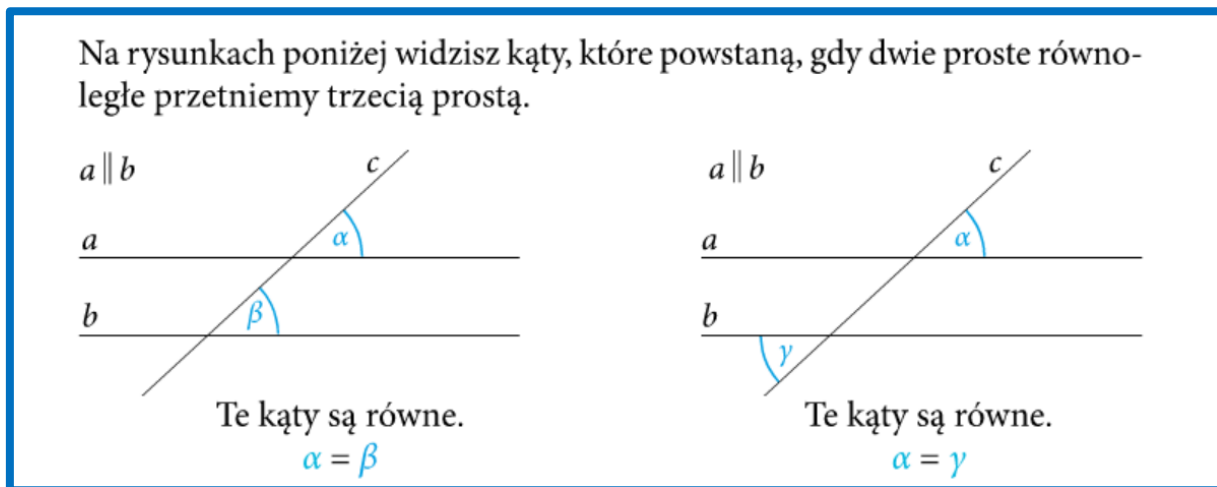 Na rysunkach poniżej widzisz kąty, które powstaną, gdy dwie proste równo-
ległe przetniemy trzecią prostą.
a || b
c
a
α
b
β
Te kąty są równe.
α = β
a || b
c
a
α
b
γ
Te kąty są równe.
α = γ